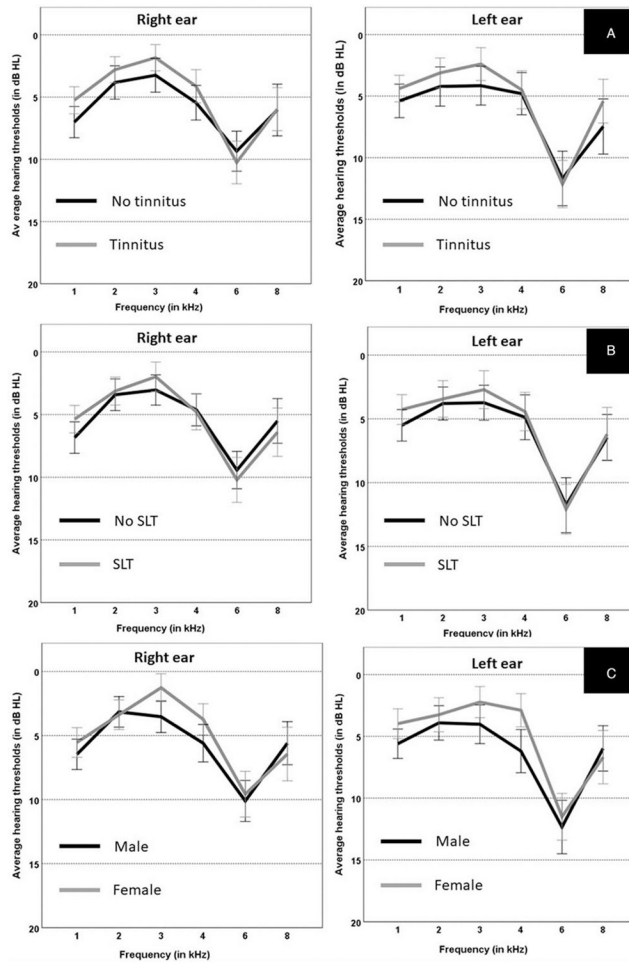 Right ear
Left ear
A
Av erage hearing thresholds (in dB HL)
0
5
10
15
20
No tinnitus
Tinnitus
1 2 3 4 6 8
Frequency (in kHz)
Average hearing thresholds (in dB HL)
0
5
10
15
20
No tinnitus
Tinnitus
1 2 3 4 6 8
Frequency (in kHz)
Right ear
Left ear
B
Average hearing thresholds (in dB HL)
0
5
10
15
20
No SLT
SLT
1 2 3 4 6 8
Frequency (in kHz)
Average hearing thresholds (in dB HL)
0
5
10
15
20
No SLT
SLT
1 2 3 4 6 8
Frequency (in kHz)
Right ear
Left ear
C
Average hearing thresholds (in dB HL)
0
5
10
15
20
Male
Female
1 2 3 4 6 8
Frequency (in kHz)
Average hearing thresholds (in dB HL)
0
5
10
15
20
Male
Female
1 2 3 4 6 8
Frequency (in kHz)